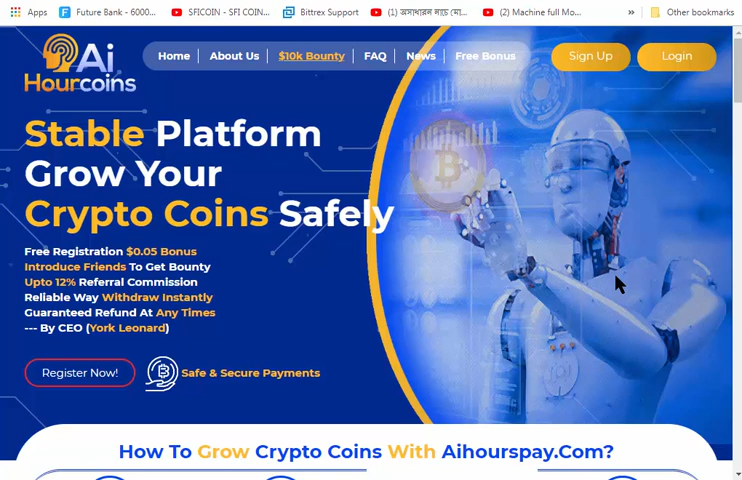 Apps Future Bank - 6000... SFICOIN - SFI COIN... Bittrex Support (1) অসাধারন নাচে মো... (2) Machine full Mo... » Other bookmarks
Ai
Hourcoins
Home About Us $10k Bounty FAQ News Free Bonus Sign Up Login
Stable Platform
Grow Your
Crypto Coins Safely
Free Registration $0.05 Bonus
Introduce Friends To Get Bounty
Upto 12% Referral Commission
Reliable Way Withdraw Instantly
Guaranteed Refund At Any Times
--- By CEO (York Leonard)
Register Now! Safe & Secure Payments
How To Grow Crypto Coins With Aihourspay.Com?